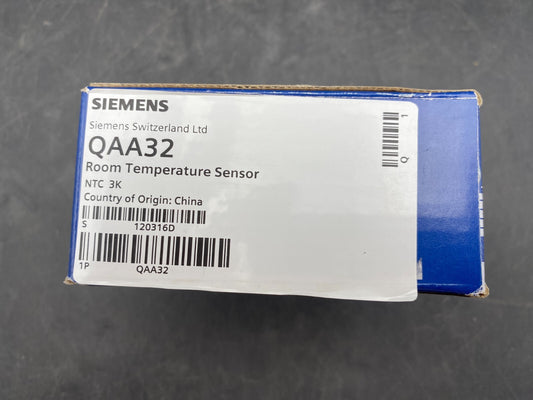 SIEMENS
Siemens Switzerland Ltd
QAA32
Room Temperature Sensor
NTC 3K
Country of Origin: China
S 120316D
1P QAA32
Q 1